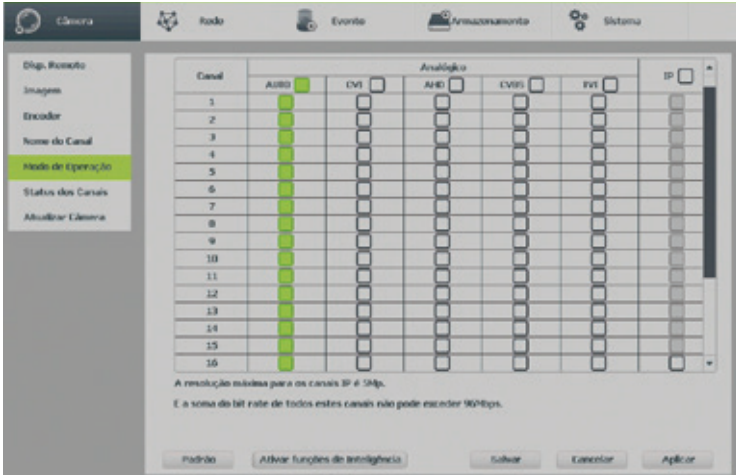 Câmera Rede Evento Armazenamento Sistema
Disp. Remoto
Imagem
Encoder
Nome do Canal
Modo de Operação
Status dos Canais
Atualizar Câmera
Canal Analógico IP
AUTO CVI AHD CVBS TVI
1
2
3
4
5
6
7
8
9
10
11
12
13
14
15
16
A resolução máxima para os canais IP é 5Mp.
E a soma do bit rate de todos estes canais não pode exceder 96Mbps.
Padrão Ativar funções de Inteligência Salvar Cancelar Aplicar